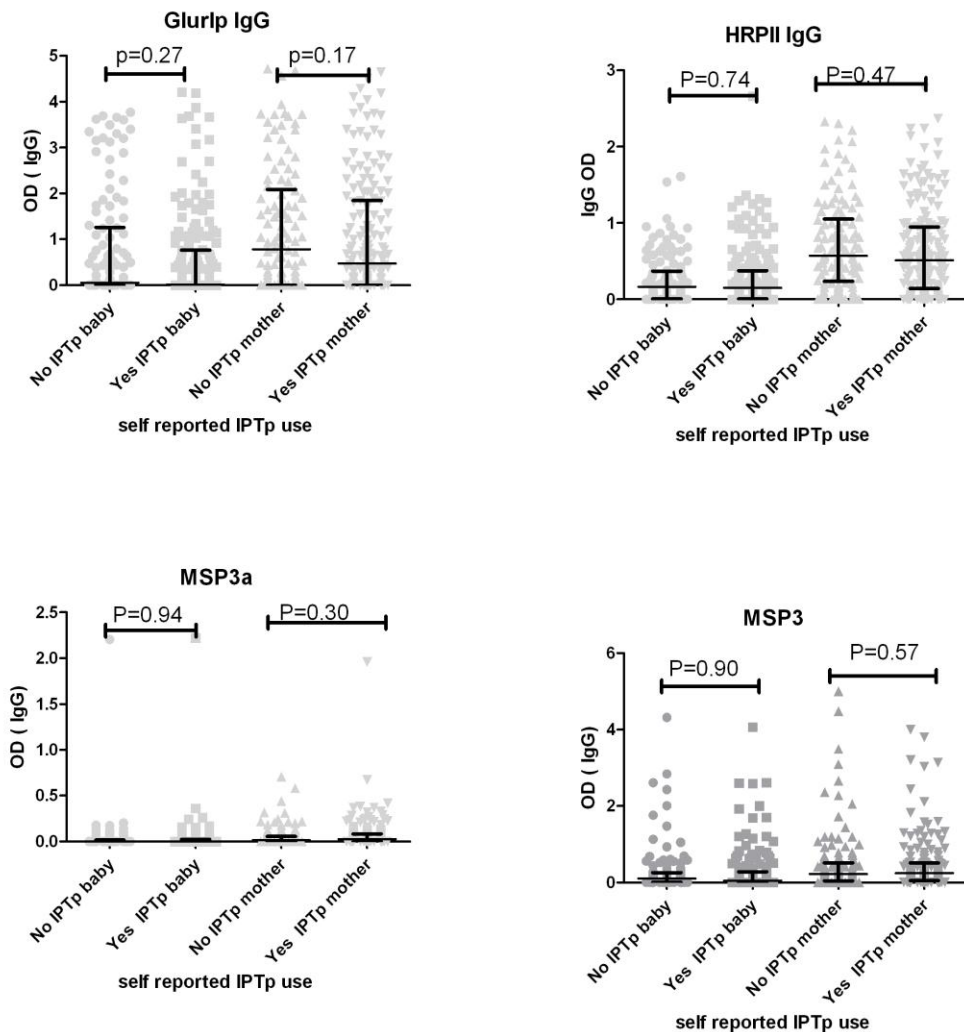 Glurlp IgG
p=0.27
p=0.17
5
4
3
2
1
0
OD ( IgG)
No IPTp baby
Yes IPTp baby
No IPTp mother
Yes IPTp mother
self reported IPTp use
HRPII IgG
P=0.74
P=0.47
3
2
1
0
IgG OD
No IPTp baby
Yes IPTp baby
No IPTp mother
Yes IPTp mother
self reported IPTp use
MSP3a
P=0.94
P=0.30
2.5
2.0
1.5
1.0
0.5
0.0
OD ( IgG)
No IPTp baby
Yes IPTp baby
No IPTp mother
Yes IPTp mother
self reported IPTp use
MSP3
P=0.90
P=0.57
6
4
2
0
OD ( IgG)
No IPTp baby
Yes IPTp baby
No IPTp mother
Yes IPTp mother
self reported IPTp use